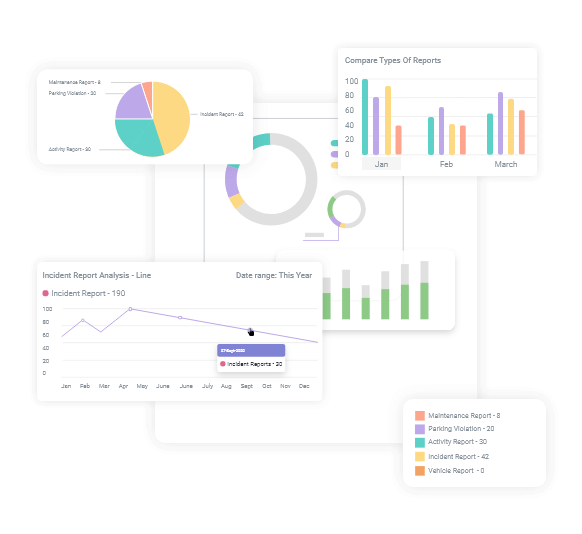 Compare Types Of Reports
100
80
60
40
20
0
Jan
Feb
March
Maintenance Report - 8
Parking Violation - 20
Incident Report - 42
Activity Report - 30
Incident Report Analysis - Line
Date range: This Year
Incident Report - 190
100
80
60
40
20
0
Incident Reports - 30
Jan
Feb
Mar
Apr
May
June
June
July
Aug
Sept
Oct
Nov
Dec
Maintenance Report - 8
Parking Violation - 20
Activity Report - 30
Incident Report - 42
Vehicle Report - 0